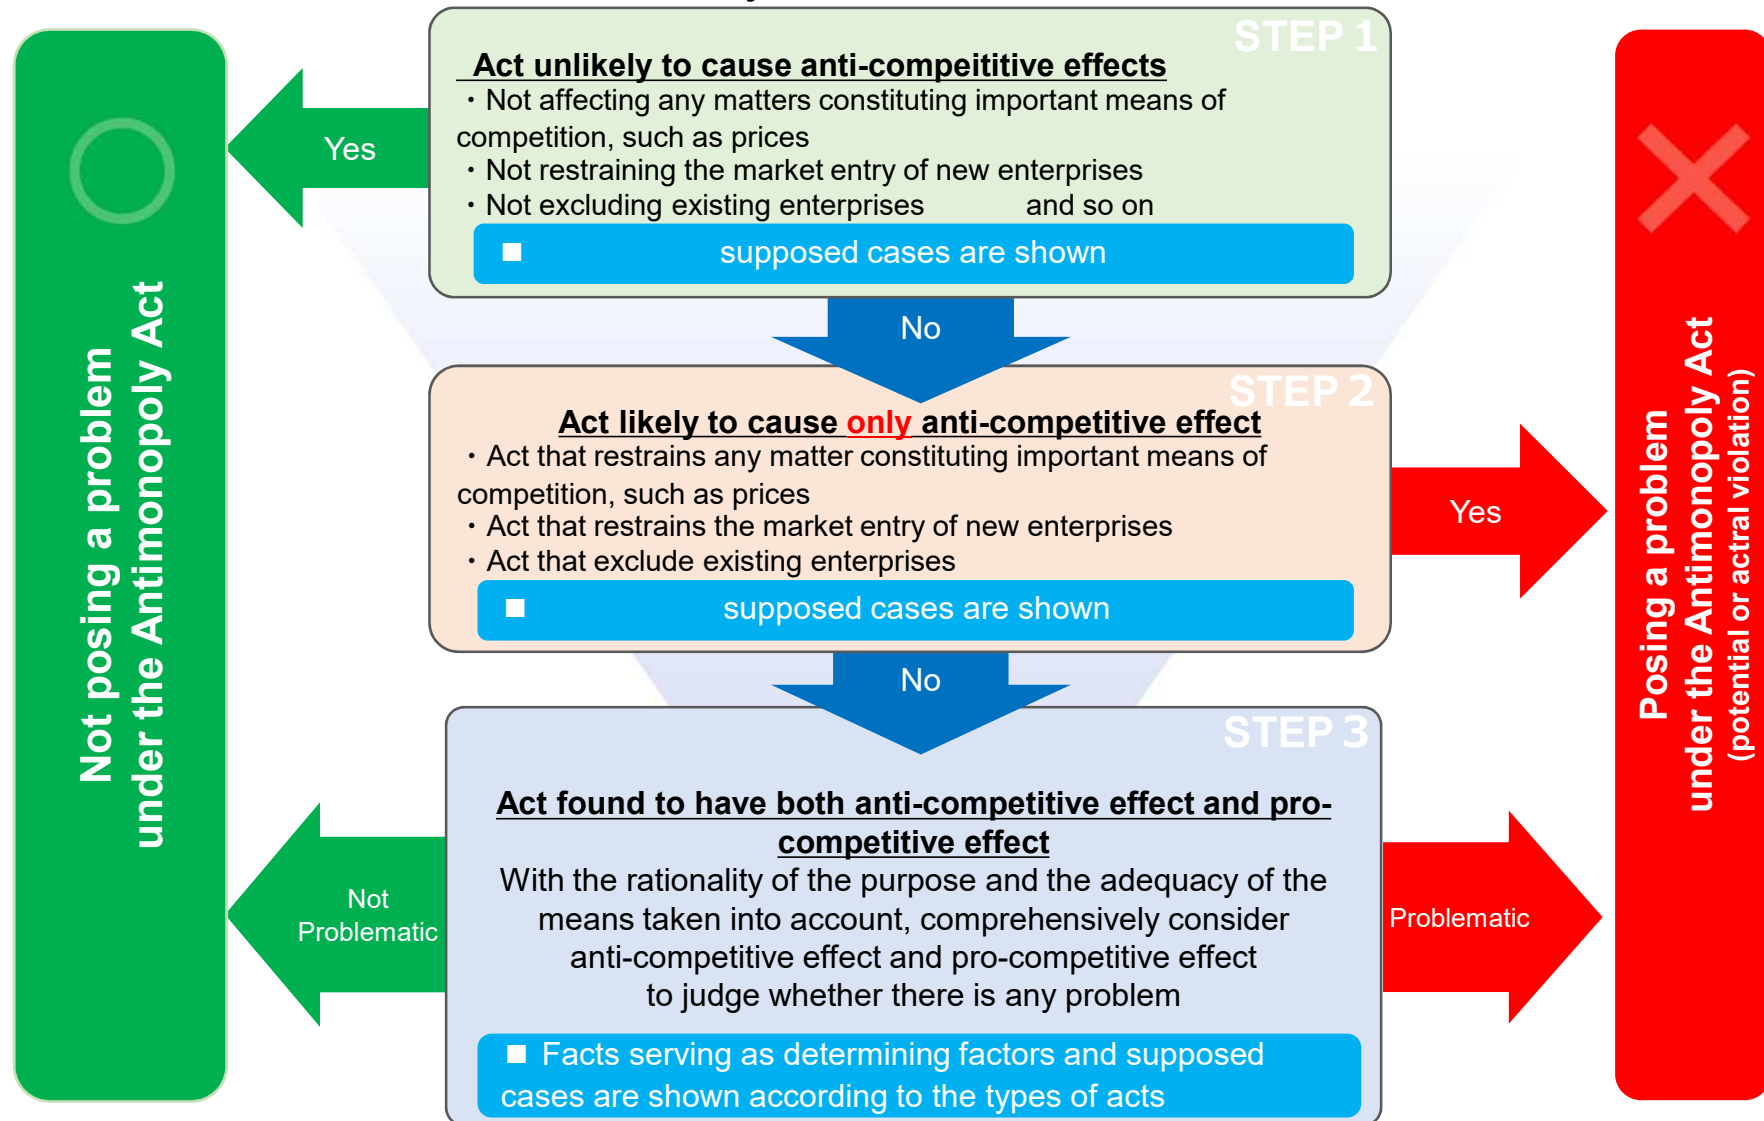 Not posing a problem
under the Antimonopoly Act
Yes
STEP 1
Act unlikely to cause anti-compeititive effects
・Not affecting any matters constituting important means of
competition, such as prices
・Not restraining the market entry of new enterprises
・Not excluding existing enterprises and so on
■ supposed cases are shown
No
STEP 2
Act likely to cause only anti-competitive effect
・Act that restrains any matter constituting important means of
competition, such as prices
・Act that restrains the market entry of new enterprises
・Act that exclude existing enterprises
■ supposed cases are shown
Yes
No
STEP 3
Act found to have both anti-competitive effect and pro-
competitive effect
With the rationality of the purpose and the adequacy of the
means taken into account, comprehensively consider
anti-competitive effect and pro-competitive effect
to judge whether there is any problem
■ Facts serving as determining factors and supposed
cases are shown according to the types of acts
Not
Problematic
Problematic
Posing a problem
under the Antimonopoly Act
(potential or actral violation)